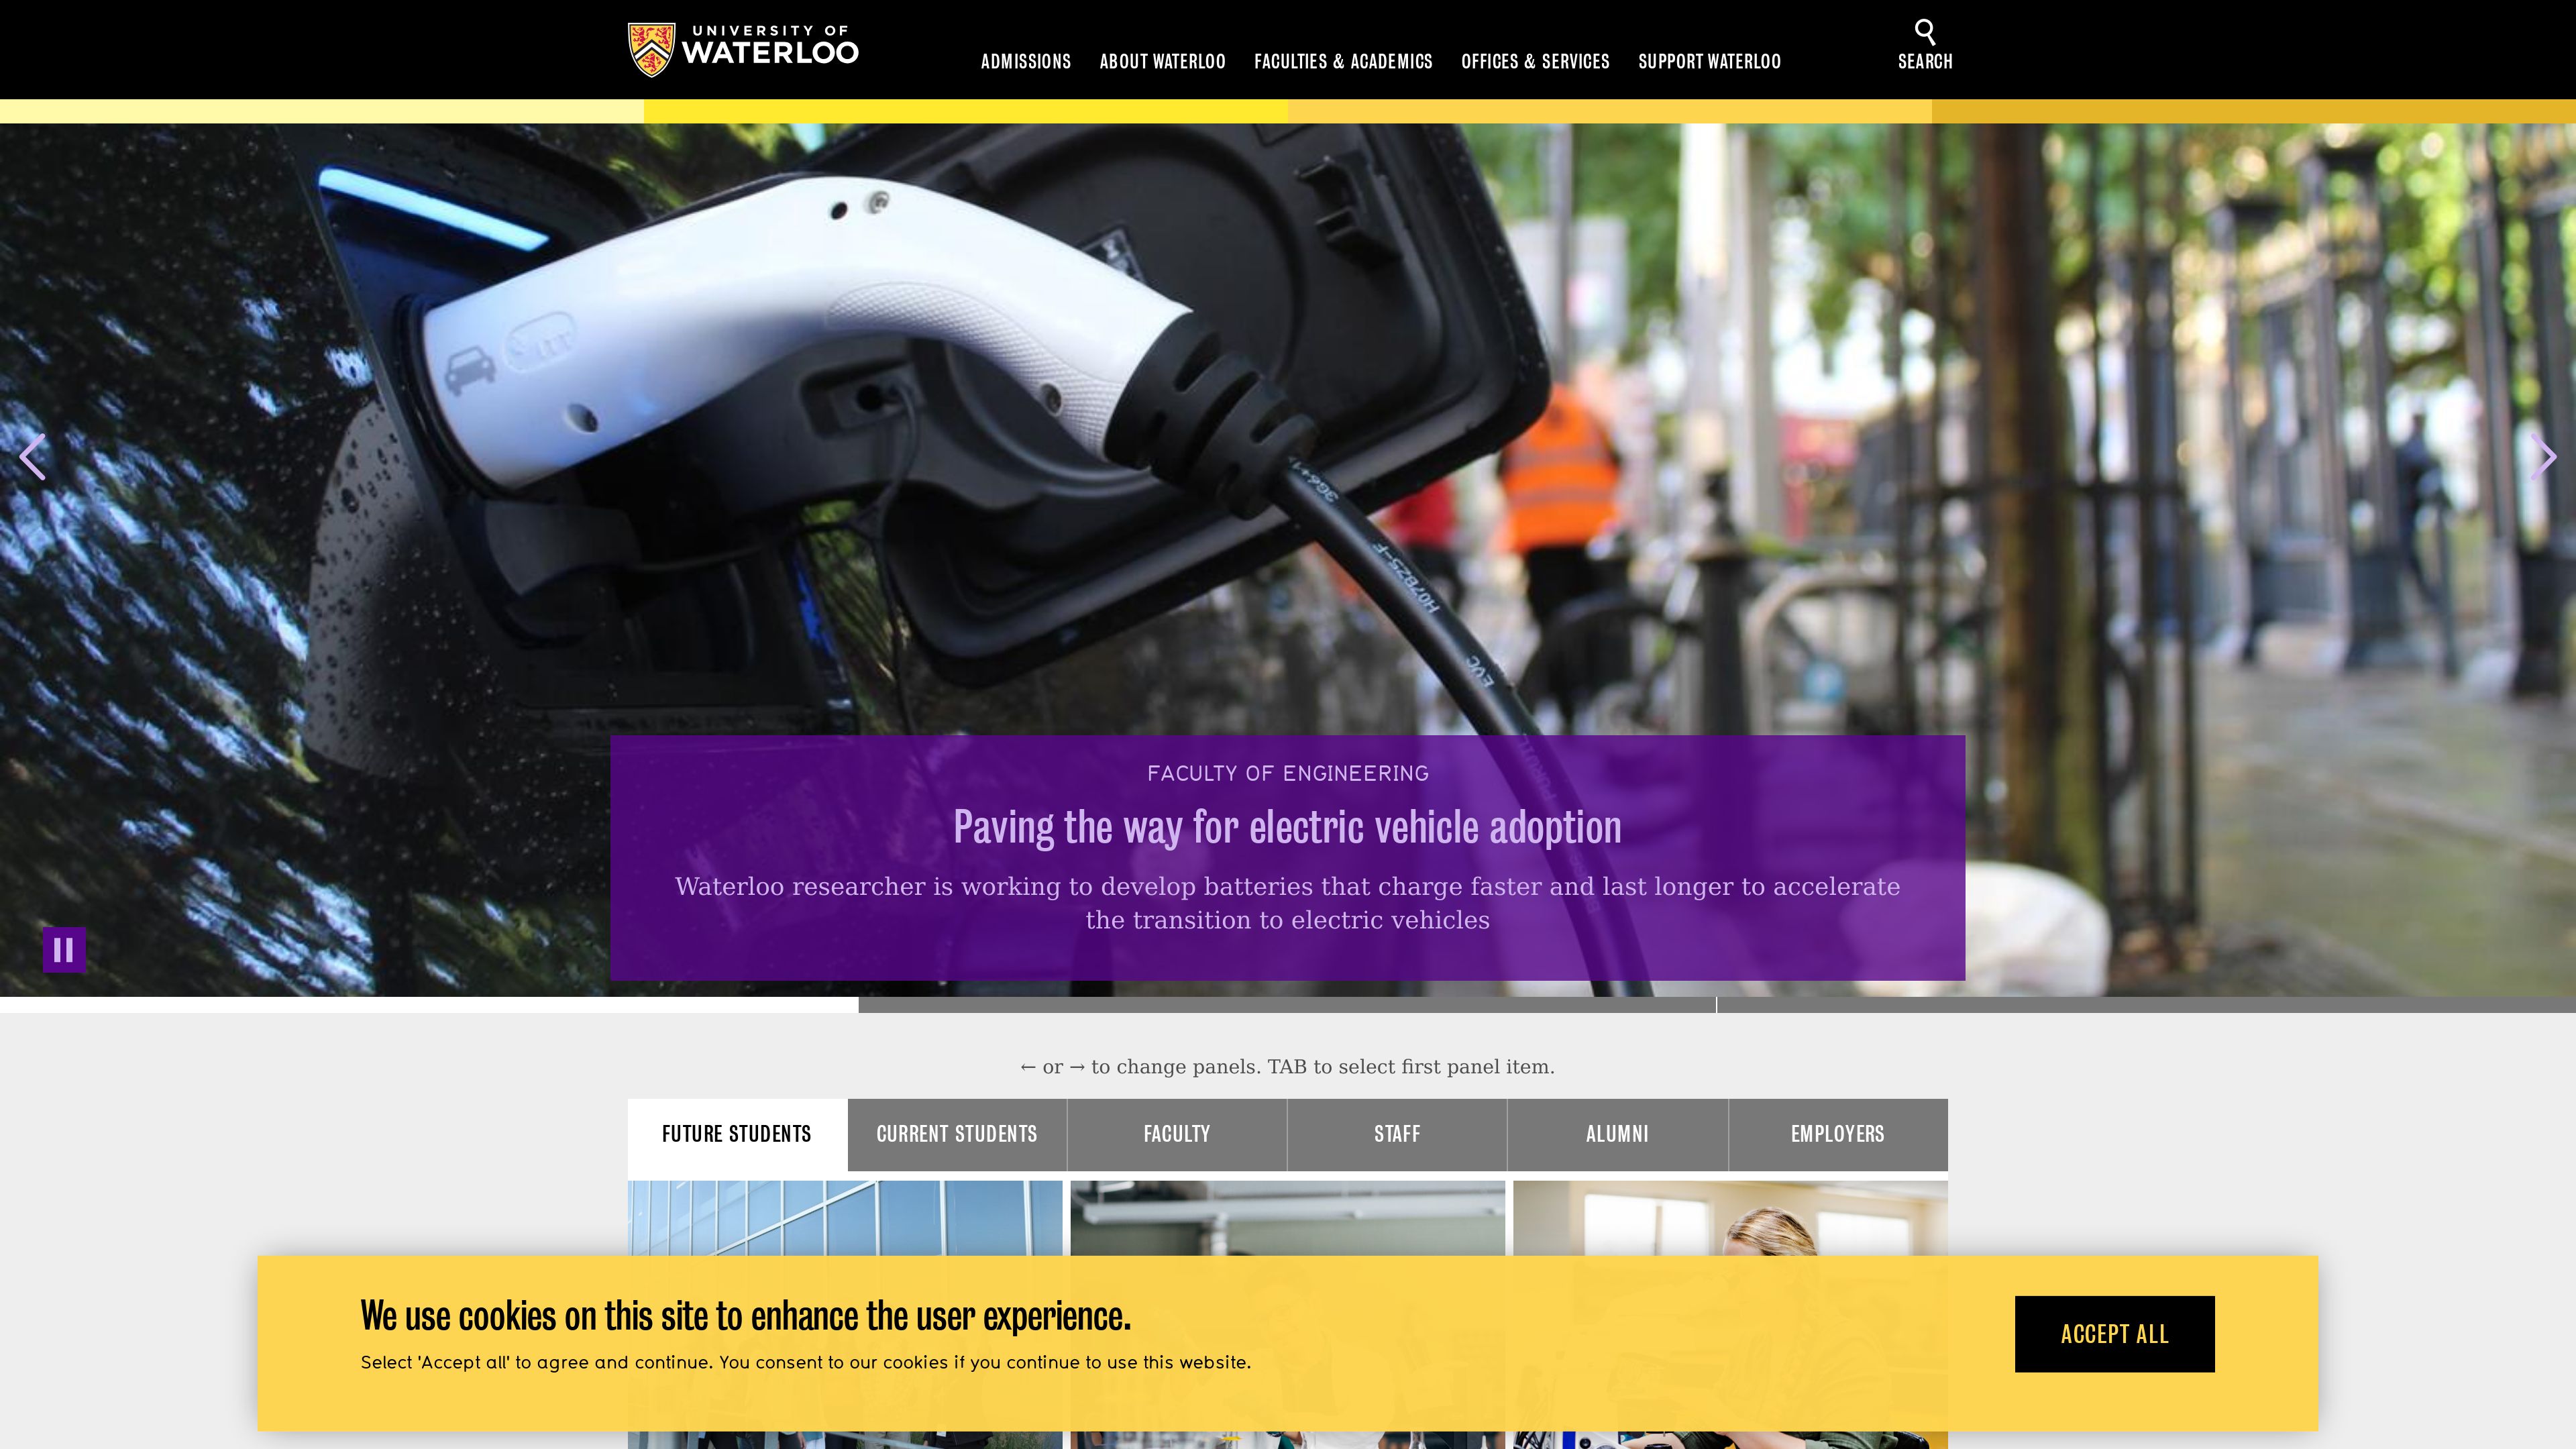 UNIVERSITY OF
WATERLOO
ADMISSIONS
ABOUT WATERLOO
FACULTIES & ACADEMICS
OFFICES & SERVICES
SUPPORT WATERLOO
SEARCH
3G6+1
H07BZ5-F
EVC
FACULTY OF ENGINEERING
Paving the way for electric vehicle adoption
Waterloo researcher is working to develop batteries that charge faster and last longer to accelerate
the transition to electric vehicles
← or → to change panels. TAB to select first panel item.
FUTURE STUDENTS
CURRENT STUDENTS
FACULTY
STAFF
ALUMNI
EMPLOYERS
We use cookies on this site to enhance the user experience.
Select 'Accept all' to agree and continue. You consent to our cookies if you continue to use this website.
ACCEPT ALL